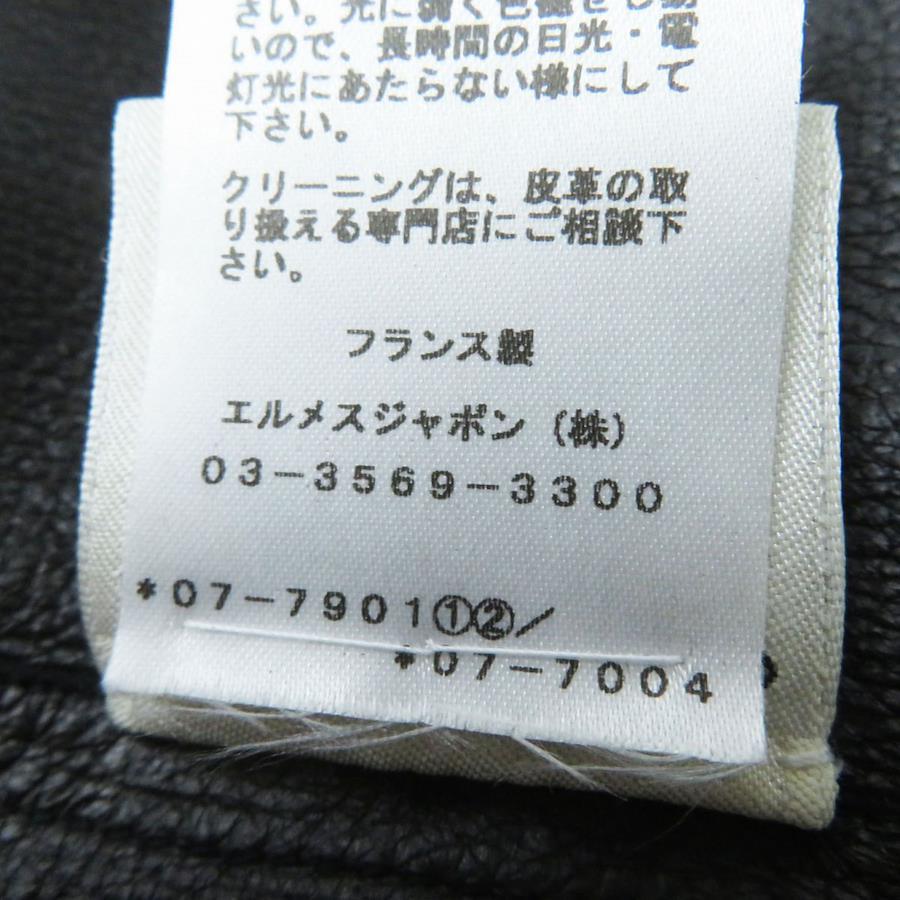 さい。光に弱く色褪せし易
いので、長時間の日光・電
灯光にあたらない様にして
下さい。
クリーニングは、皮革の取
り扱える専門店にご相談下
さい。
フランス製
エルメスジャポン（株）
03-3569-3300
*07-7901①②／
*07-7004